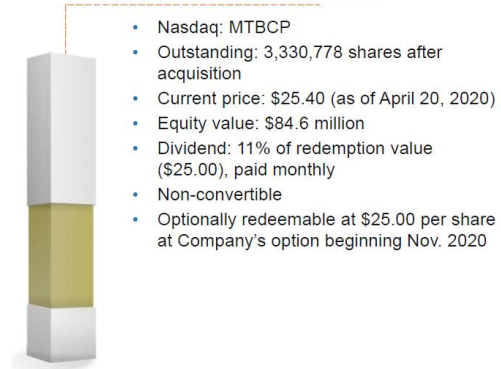 • Nasdaq: MTBCP
• Outstanding: 3,330,778 shares after
acquisition
• Current price: $25.40 (as of April 20, 2020)
• Equity value: $84.6 million
• Dividend: 11% of redemption value
($25.00), paid monthly
• Non-convertible
• Optionally redeemable at $25.00 per share
at Company’s option beginning Nov. 2020